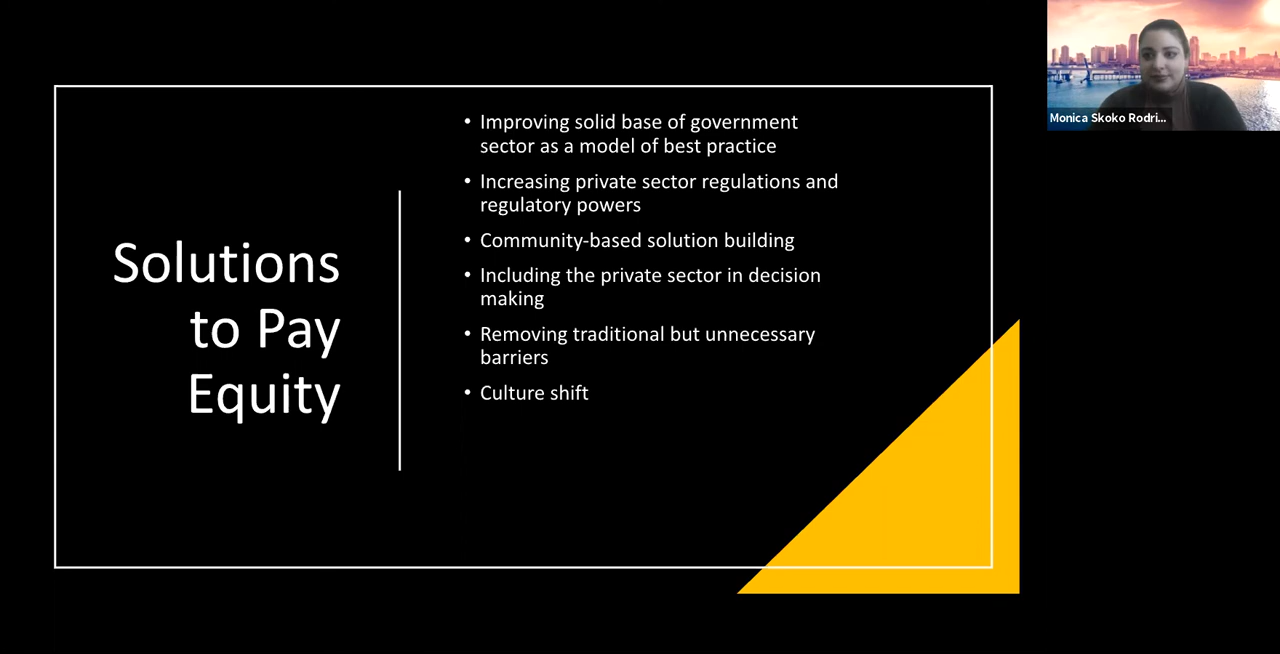 Solutions
to Pay
Equity
• Improving solid base of government
sector as a model of best practice
• Increasing private sector regulations and
regulatory powers
• Community-based solution building
• Including the private sector in decision
making
• Removing traditional but unnecessary
barriers
• Culture shift
Monica Skoko Rodri...